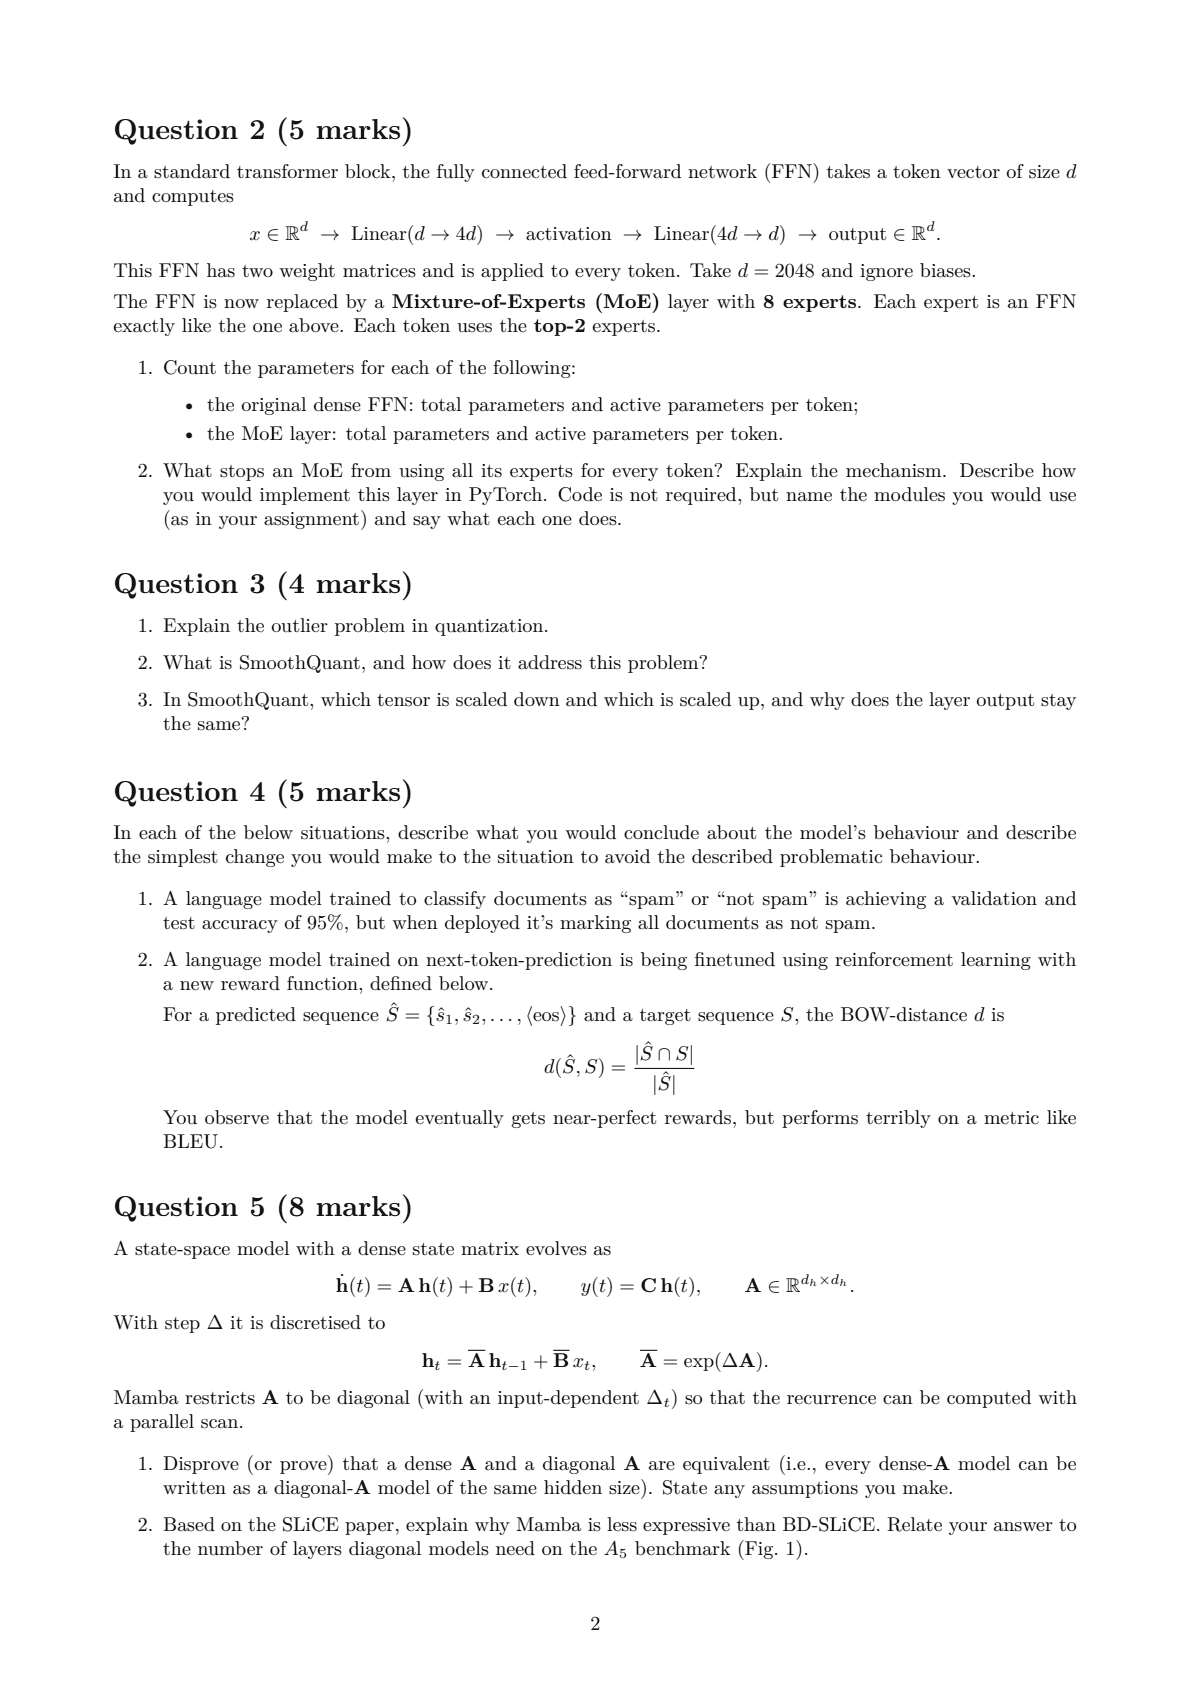 Question 2 (5 marks)
In a standard transformer block, the fully connected feed-forward network (FFN) takes a token vector of size d
and computes
x ∈ ℝᵈ → Linear(d → 4d) → activation → Linear(4d → d) → output ∈ ℝᵈ.
This FFN has two weight matrices and is applied to every token. Take d = 2048 and ignore biases.
The FFN is now replaced by a Mixture-of-Experts (MoE) layer with 8 experts. Each expert is an FFN
exactly like the one above. Each token uses the top-2 experts.
1. Count the parameters for each of the following:
• the original dense FFN: total parameters and active parameters per token;
• the MoE layer: total parameters and active parameters per token.
2. What stops an MoE from using all its experts for every token? Explain the mechanism. Describe how
you would implement this layer in PyTorch. Code is not required, but name the modules you would use
(as in your assignment) and say what each one does.
Question 3 (4 marks)
1. Explain the outlier problem in quantization.
2. What is SmoothQuant, and how does it address this problem?
3. In SmoothQuant, which tensor is scaled down and which is scaled up, and why does the layer output stay
the same?
Question 4 (5 marks)
In each of the below situations, describe what you would conclude about the model's behaviour and describe
the simplest change you would make to the situation to avoid the described problematic behaviour.
1. A language model trained to classify documents as “spam” or “not spam” is achieving a validation and
test accuracy of 95%, but when deployed it's marking all documents as not spam.
2. A language model trained on next-token-prediction is being finetuned using reinforcement learning with
a new reward function, defined below.
For a predicted sequence Ŝ = {ŝ₁, ŝ₂, . . . , ⟨eos⟩} and a target sequence S, the BOW-distance d is
d(Ŝ, S) = |Ŝ ∩ S| / |Ŝ|
You observe that the model eventually gets near-perfect rewards, but performs terribly on a metric like
BLEU.
Question 5 (8 marks)
A state-space model with a dense state matrix evolves as
ḣ(t) = A h(t) + B x(t), y(t) = C h(t), A ∈ ℝ^{d_h×d_h}.
With step Δ it is discretised to
h_t = A̅ h_{t−1} + B̅ x_t, A̅ = exp(ΔA).
Mamba restricts A to be diagonal (with an input-dependent Δ_t) so that the recurrence can be computed with
a parallel scan.
1. Disprove (or prove) that a dense A and a diagonal A are equivalent (i.e., every dense-A model can be
written as a diagonal-A model of the same hidden size). State any assumptions you make.
2. Based on the SLiCE paper, explain why Mamba is less expressive than BD-SLiCE. Relate your answer to
the number of layers diagonal models need on the A₅ benchmark (Fig. 1).
2